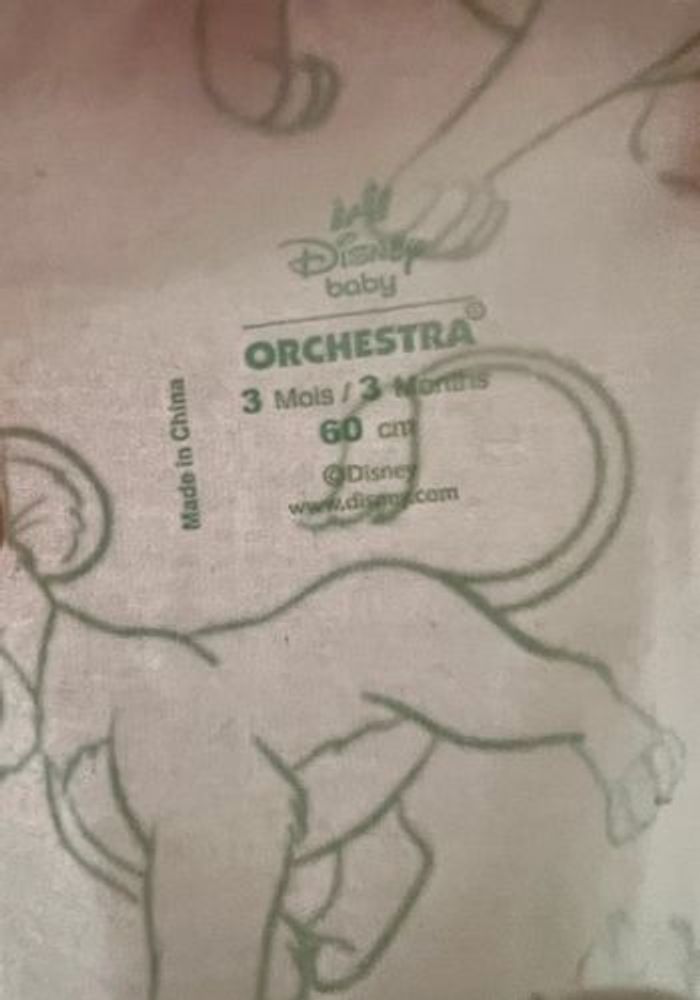 Disney
baby
ORCHESTRA®
3 Mois / 3 Months
60 cm
©Disney
www.disney.com
Made in China